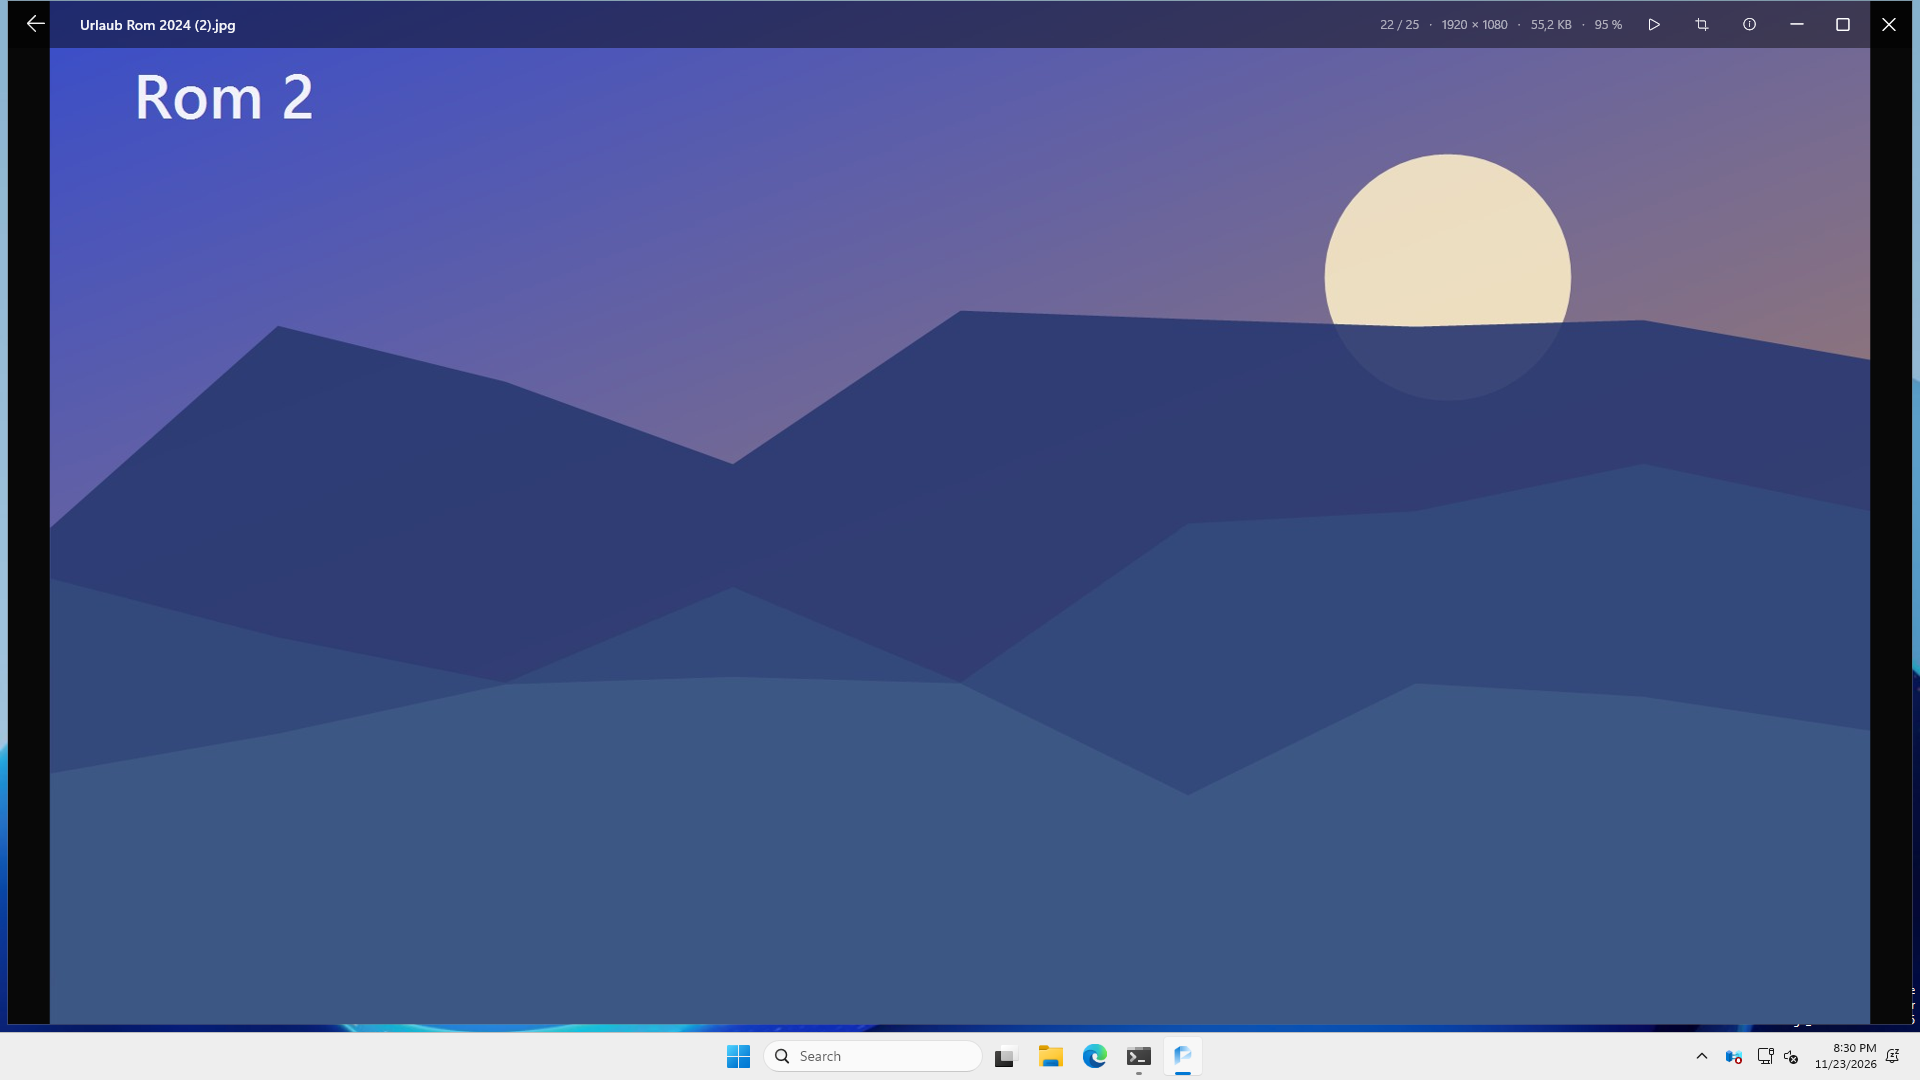 Urlaub Rom 2024 (2).jpg
22 / 25 · 1920 × 1080 · 55,2 KB · 95 %
Rom 2
Search
8:30 PM
11/23/2026